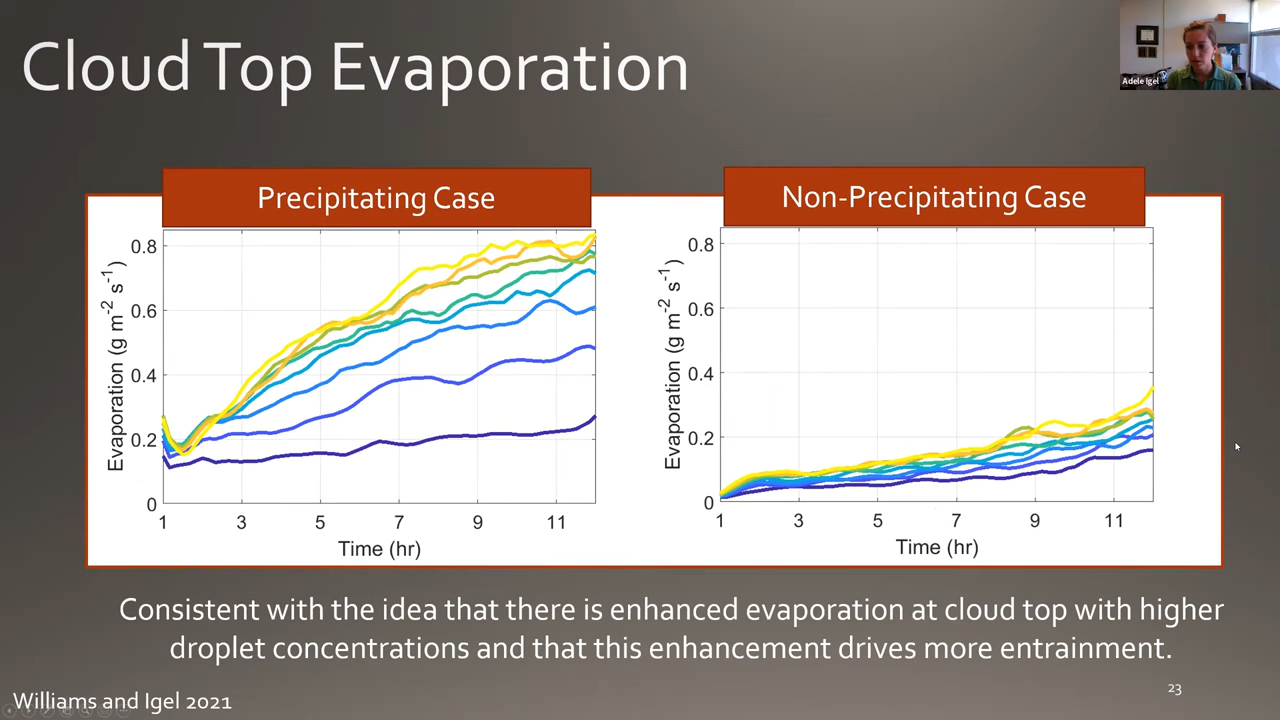 Cloud Top Evaporation
Adele Igel
Precipitating Case
Non-Precipitating Case
0.8
0.6
0.4
0.2
0
Evaporation (g m⁻² s⁻¹)
1 3 5 7 9 11
Time (hr)
0.8
0.6
0.4
0.2
0
Evaporation (g m⁻² s⁻¹)
1 3 5 7 9 11
Time (hr)
Consistent with the idea that there is enhanced evaporation at cloud top with higher
droplet concentrations and that this enhancement drives more entrainment.
23
Williams and Igel 2021